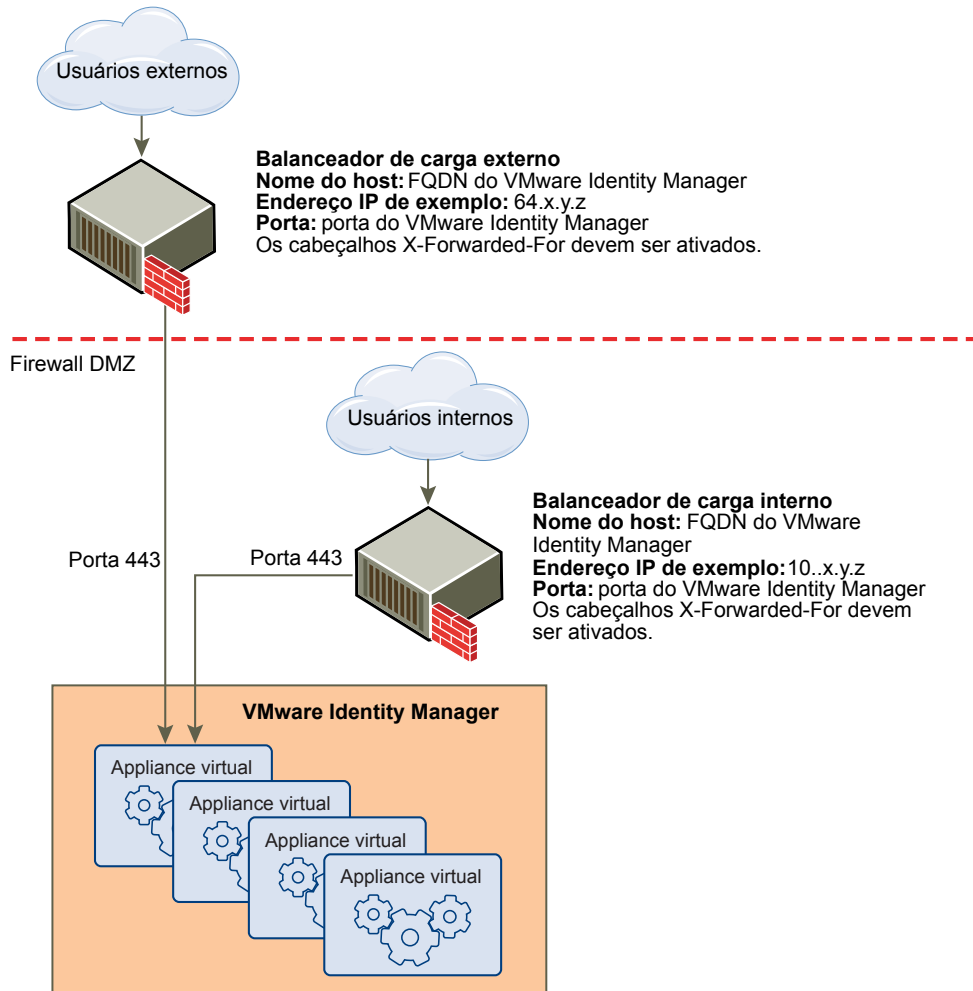 Usuários externos
Balanceador de carga externo
Nome do host: FQDN do VMware Identity Manager
Endereço IP de exemplo: 64.x.y.z
Porta: porta do VMware Identity Manager
Os cabeçalhos X-Forwarded-For devem ser ativados.
Firewall DMZ
Usuários internos
Balanceador de carga interno
Nome do host: FQDN do VMware
Identity Manager
Endereço IP de exemplo: 10..x.y.z
Porta: porta do VMware Identity Manager
Os cabeçalhos X-Forwarded-For devem
ser ativados.
Porta 443
Porta 443
VMware Identity Manager
Appliance virtual
Appliance virtual
Appliance virtual
Appliance virtual